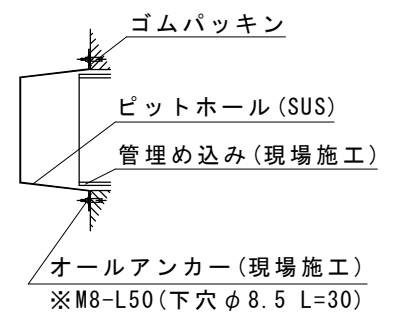 ゴムパッキン
ピットホール(SUS)
管埋め込み(現場施工)
オールアンカー(現場施工)
※M8-L50(下穴φ8.5 L=30)